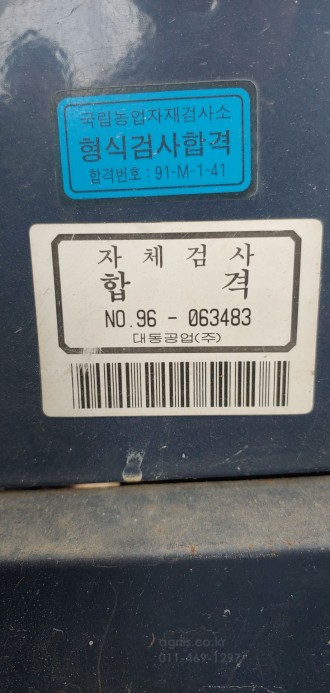 국립농업자재검사소
형식검사합격
합격번호 : 91-M-1-41
자체검사
합격
NO.96 - 063483
대동공업(주)
agris.co.kr
011-469-1297